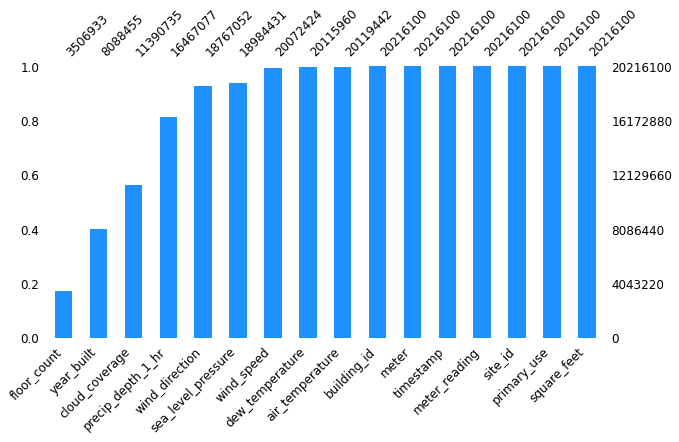 3506933
8088455
11390735
16467077
18767052
18984431
20072424
20115960
20119442
20216100
20216100
20216100
20216100
20216100
20216100
20216100
1.0
20216100
0.8
16172880
0.6
12129660
0.4
8086440
0.2
4043220
0.0
0
floor_count
year_built
cloud_coverage
precip_depth_1_hr
wind_direction
sea_level_pressure
wind_speed
dew_temperature
air_temperature
building_id
meter
timestamp
meter_reading
site_id
primary_use
square_feet